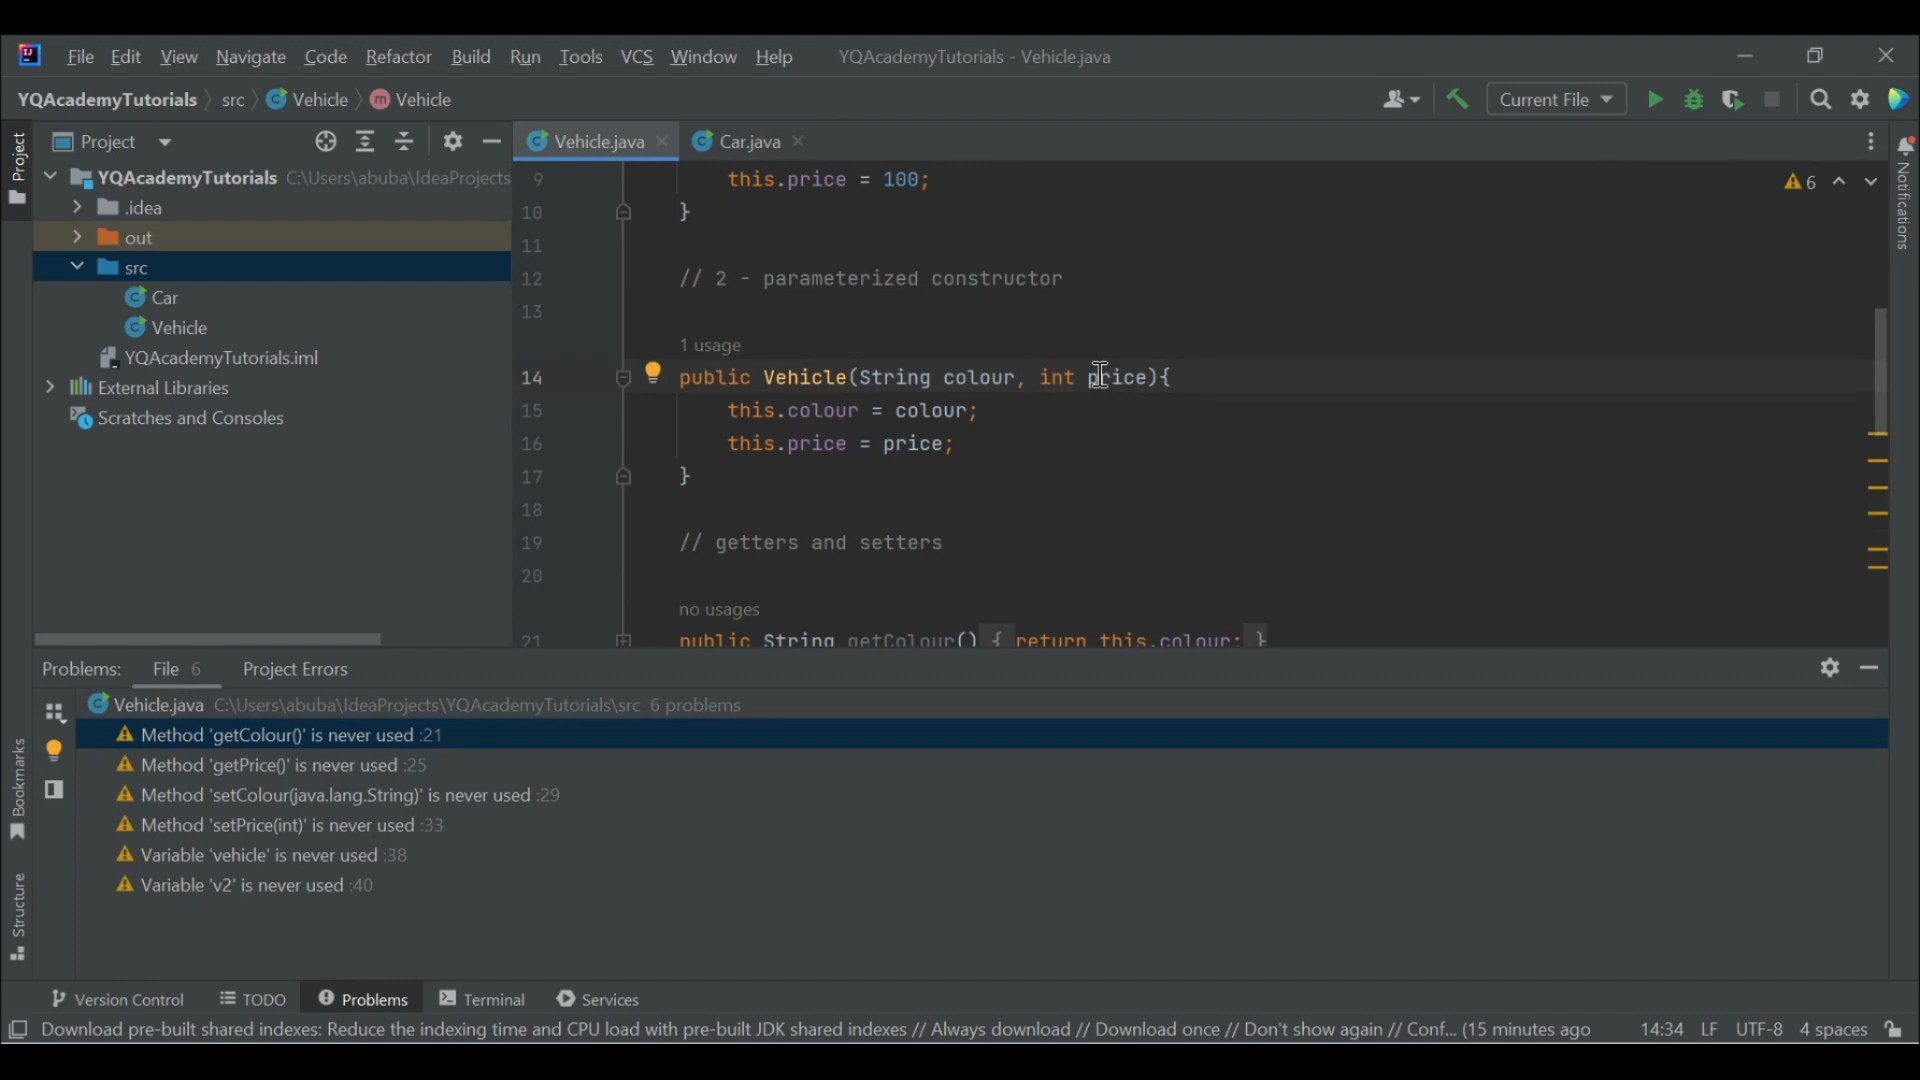 File Edit View Navigate Code Refactor Build Run Tools VCS Window Help YQAcademyTutorials - Vehicle.java
YQAcademyTutorials src Vehicle m Vehicle Current File
Project Vehicle.java Car.java
Project
YQAcademyTutorials C:\Users\abuba\IdeaProjects
.idea
out
src
Car
Vehicle
YQAcademyTutorials.iml
External Libraries
Scratches and Consoles
9 this.price = 100;
6
10 }
11
12 // 2 - parameterized constructor
13
1 usage
14 public Vehicle(String colour, int price){
15 this.colour = colour;
16 this.price = price;
17 }
18
19 // getters and setters
20
no usages
21 public String getColour() { return this.colour; }
Notifications
Problems: File 6 Project Errors
Vehicle.java C:\Users\abuba\IdeaProjects\YQAcademyTutorials\src 6 problems
Method 'getColour()' is never used :21
Method 'getPrice()' is never used :25
Method 'setColour(java.lang.String)' is never used :29
Method 'setPrice(int)' is never used :33
Variable 'vehicle' is never used :38
Variable 'v2' is never used :40
Bookmarks
Structure
Version Control TODO Problems Terminal Services
Download pre-built shared indexes: Reduce the indexing time and CPU load with pre-built JDK shared indexes // Always download // Download once // Don't show again // Conf... (15 minutes ago 14:34 LF UTF-8 4 spaces